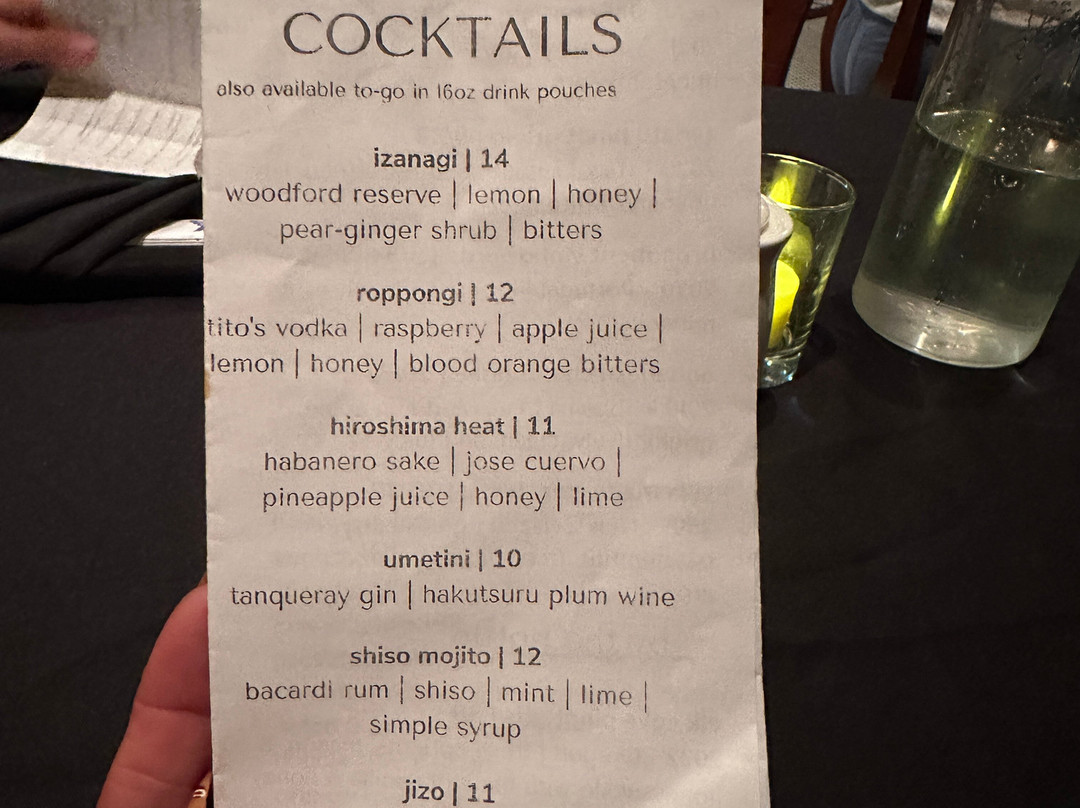 COCKTAILS
also available to-go in 16oz drink pouches
izanagi | 14
woodford reserve | lemon | honey |
pear-ginger shrub | bitters
roppongi | 12
tito's vodka | raspberry | apple juice |
lemon | honey | blood orange bitters
hiroshima heat | 11
habanero sake | jose cuervo |
pineapple juice | honey | lime
umetini | 10
tanqueray gin | hakutsuru plum wine
shiso mojito | 12
bacardi rum | shiso | mint | lime |
simple syrup
jizo | 11